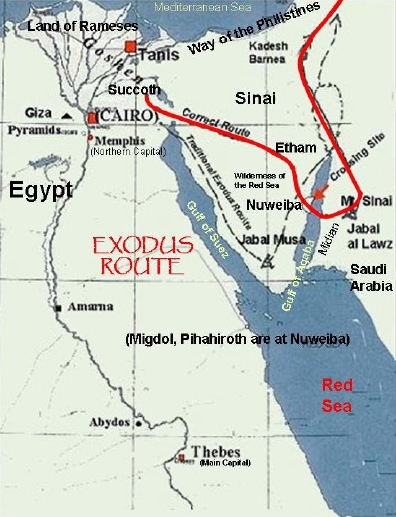 Mediterranean Sea
Land of Rameses
Way of the Philistines
Goshen
Tanis
Kadesh
Barnea
Succoth
Sinai
Giza
(CAIRO)
Correct Route
Pyramids
Memphis
(Northern Capital)
Etham
Crossing Site
Traditional Exodus Route
Wilderness
of the Red Sea
Egypt
Nuweiba
Mt Sinai
Jabal
al Lawz
Midian
EXODUS
ROUTE
Gulf of Suez
Jabal Musa
Gulf of Aqaba
Saudi
Arabia
Amarna
(Migdol, Pihahiroth are at Nuweiba)
Red
Sea
Abydos
Thebes
(Main Capital)